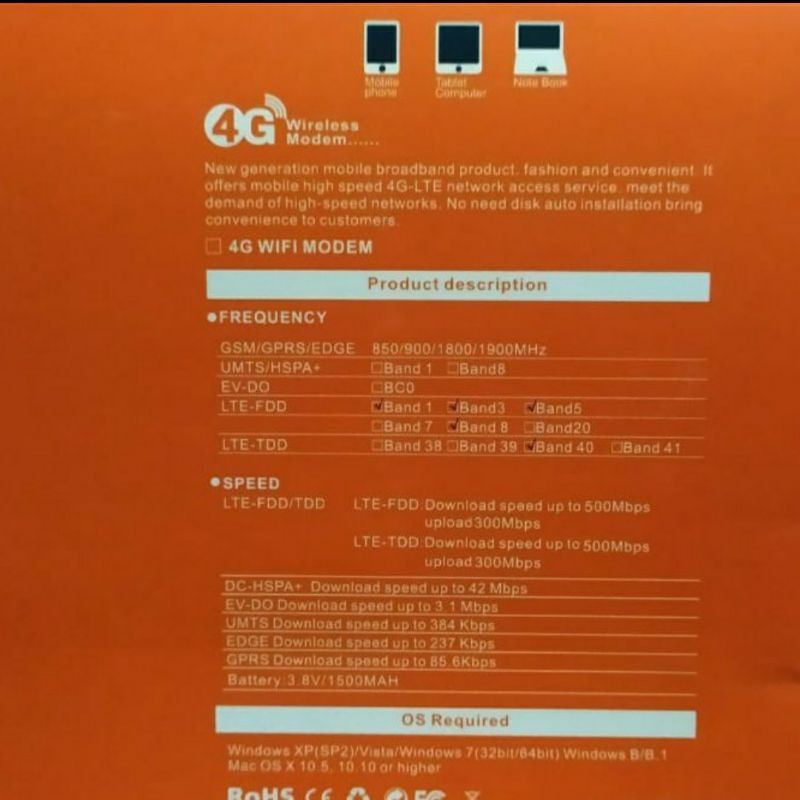 Mobile phone
Tablet Computer
Note Book
4G Wireless Modem......
New generation mobile broadband product. fashion and convenient. It
offers mobile high speed 4G-LTE network access service. meet the
demand of high-speed networks. No need disk auto installation bring
convenience to customers.
☐ 4G WIFI MODEM
Product description
●FREQUENCY
GSM/GPRS/EDGE 850/900/1800/1900MHz
UMTS/HSPA+ ☐Band 1 ☐Band8
EV-DO ☐BC0
LTE-FDD ☑Band 1 ☑Band3 ☑Band5
☐Band 7 ☑Band 8 ☐Band20
LTE-TDD ☐Band 38 ☐Band 39 ☑Band 40 ☐Band 41
●SPEED
LTE-FDD/TDD LTE-FDD:Download speed up to 500Mbps
upload300Mbps
LTE-TDD:Download speed up to 500Mbps
upload300Mbps
DC-HSPA+ Download speed up to 42 Mbps
EV-DO Download speed up to 3.1 Mbps
UMTS Download speed up to 384 Kbps
EDGE Download speed up to 237 Kbps
GPRS Download speed up to 85.6Kbps
Battery:3.8V/1500MAH
OS Required
Windows XP(SP2)/Vista/Windows 7(32bit/64bit) Windows 8/8.1
Mac OS X 10.5, 10.10 or higher
RoHS CE FC